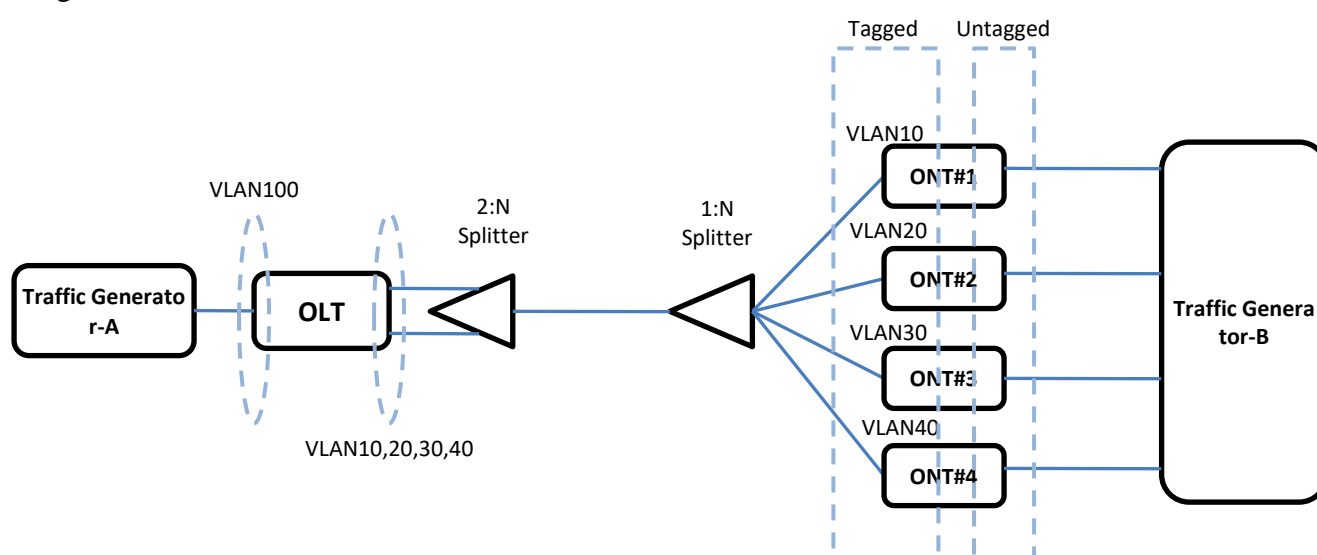 Tagged
Untagged
VLAN10
ONT#1
VLAN100
2:N
Splitter
1:N
Splitter
VLAN20
ONT#2
Traffic Generato
r-A
OLT
Traffic Genera
tor-B
VLAN30
ONT#3
VLAN10,20,30,40
VLAN40
ONT#4